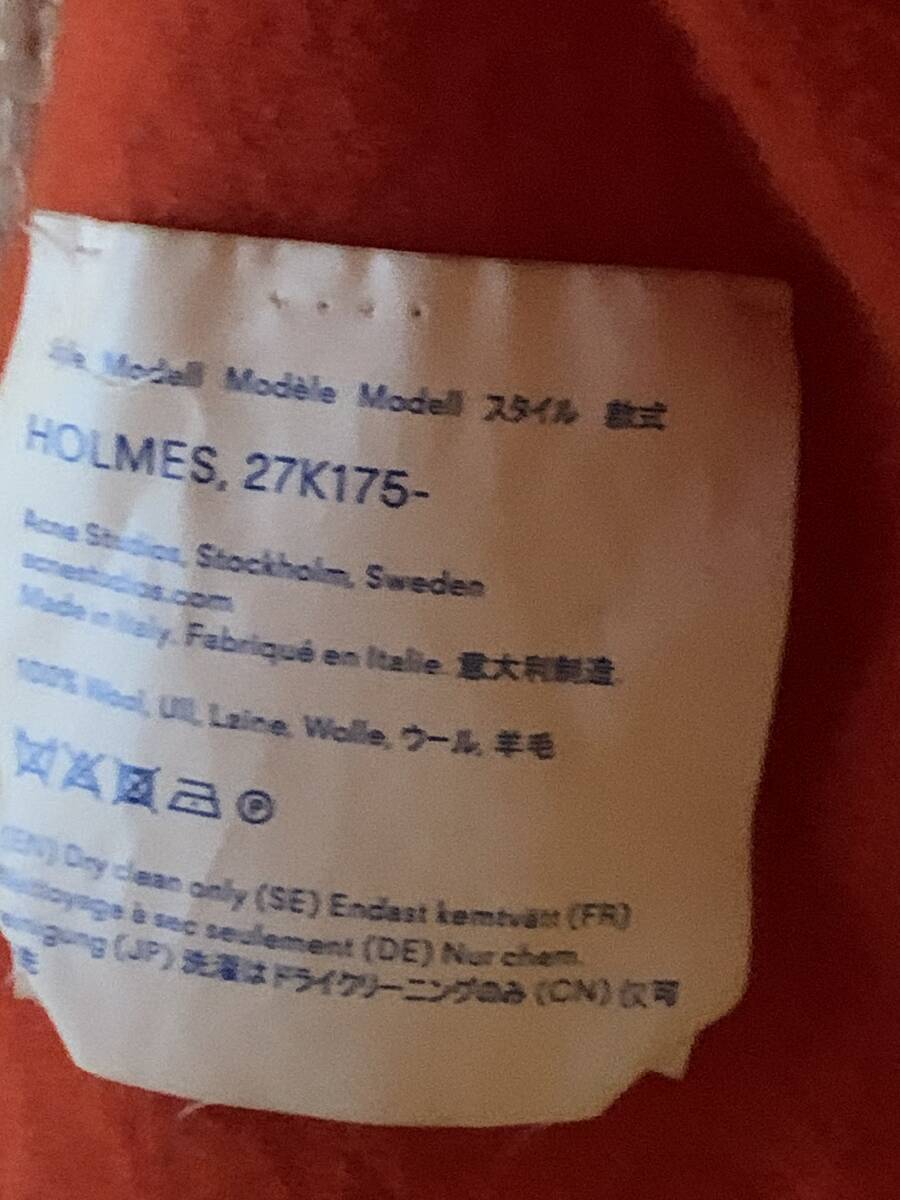 Modell Modèle Modell スタイル 款式
HOLMES, 27K175-
Acne Studios, Stockholm, Sweden
acnestudios.com
Made in Italy. Fabriqué en Italie. 意大利制造.
100% Wool, Ull, Laine, Wolle, ウール, 羊毛
P
(EN) Dry clean only (SE) Endast kemtvätt (FR)
Nettoyage à sec seulement (DE) Nur chem.
(JP) 洗濯はドライクリーニングのみ (CN) 仅可